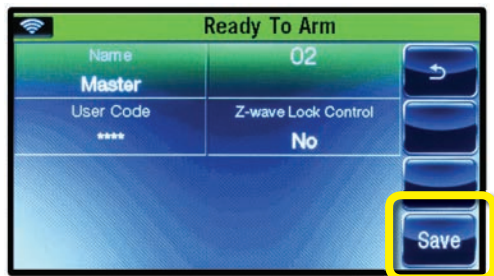 Ready To Arm
Name 02
Master
User Code Z-wave Lock Control
**** No
Save